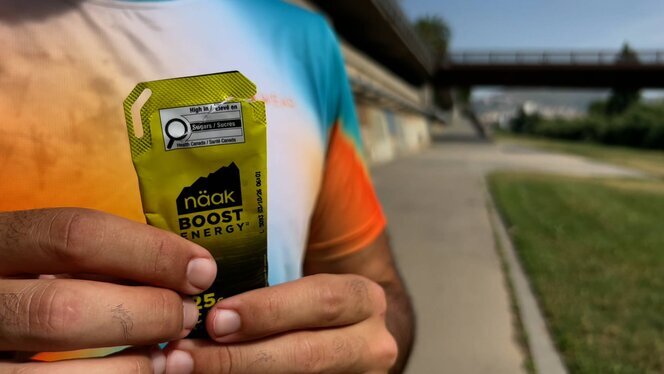 High in / Élevé en
Sugars / Sucres
Health Canada / Santé Canada
näak
BOOST
ENERGY
25